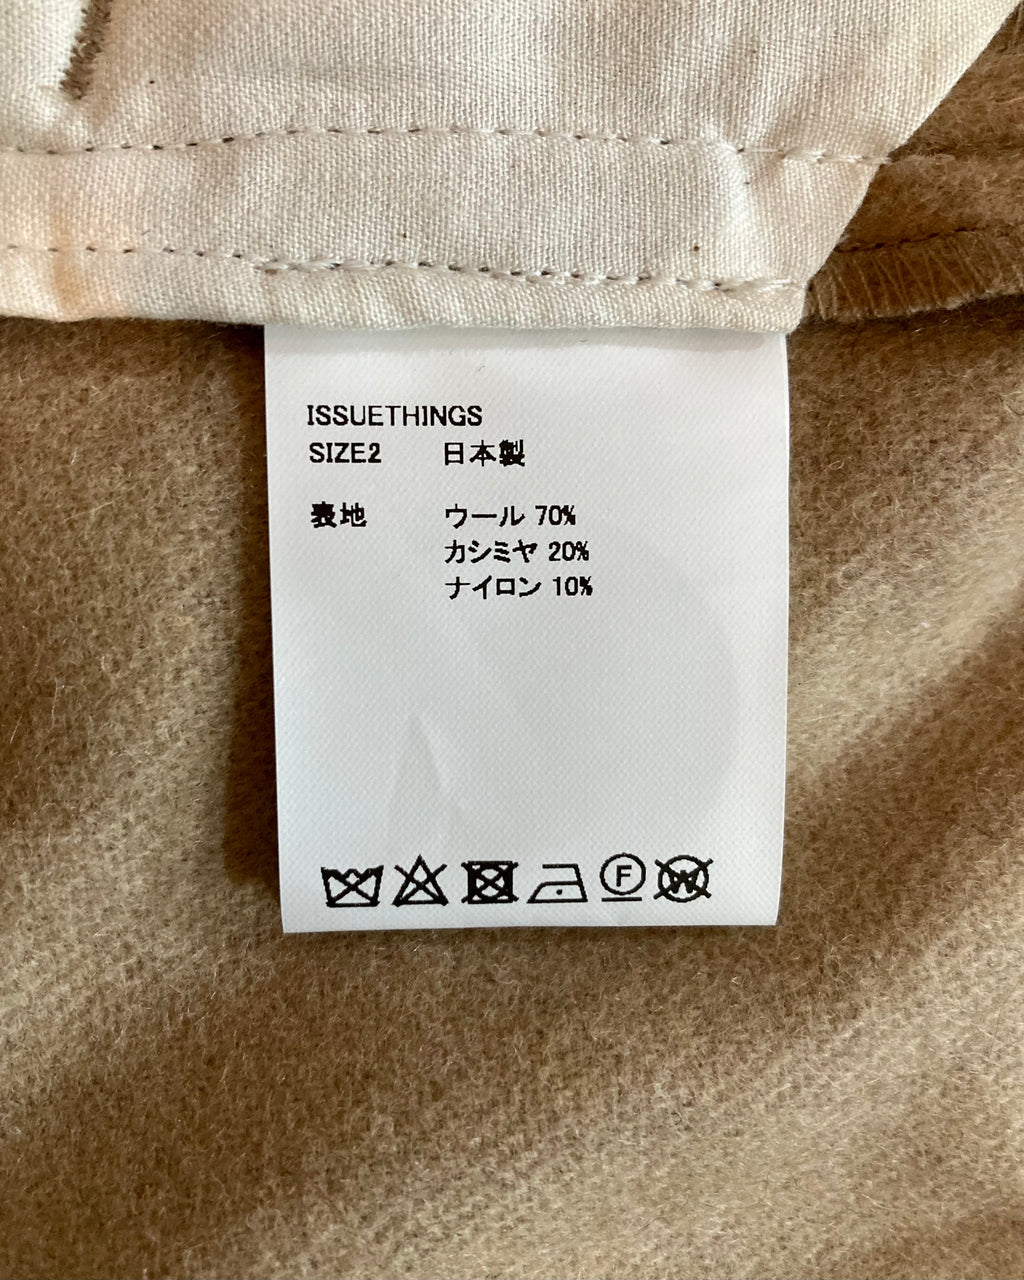 ISSUETHINGS
SIZE2 日本製
表地 ウール 70%
カシミヤ 20%
ナイロン 10%
F W